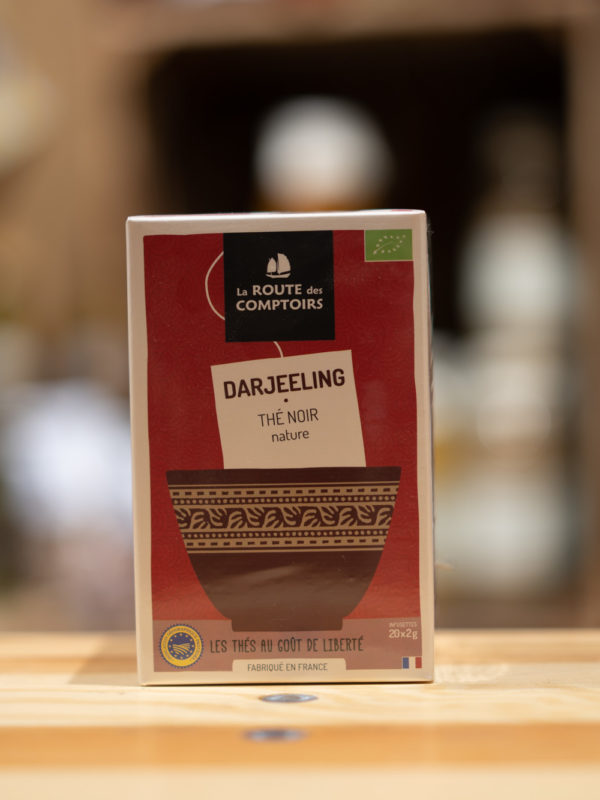 La ROUTE des
COMPTOIRS
DARJEELING
•
THÉ NOIR
nature
INFUSETTES
20x2g
LES THÉS AU GOÛT DE LIBERTÉ
FABRIQUÉ EN FRANCE